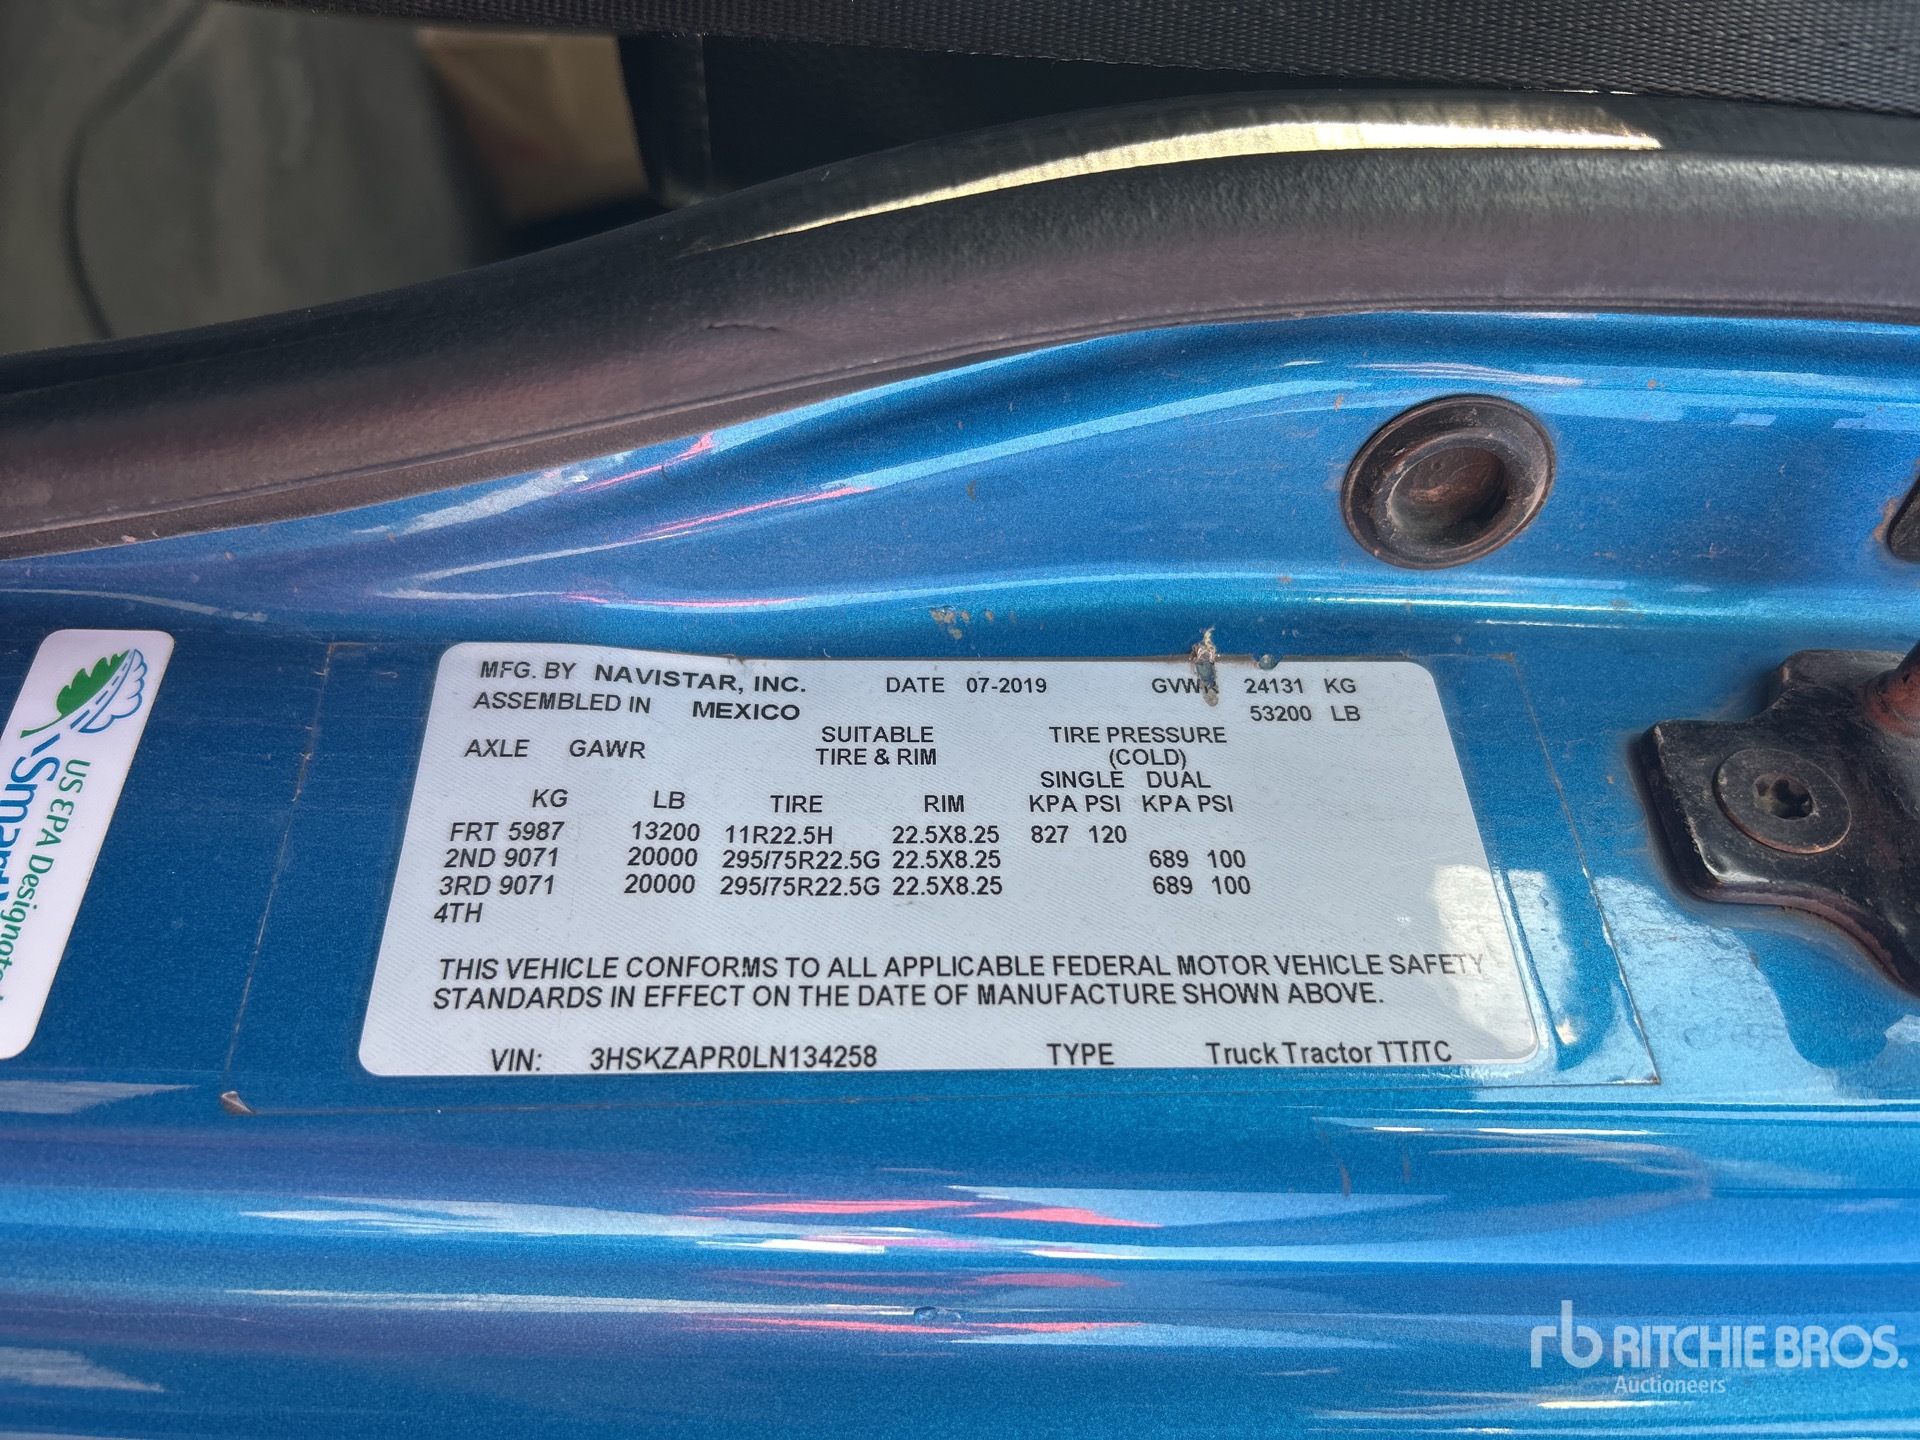 MFG. BY NAVISTAR, INC. DATE 07-2019 GVWR 24131 KG
ASSEMBLED IN MEXICO 53200 LB
AXLE GAWR SUITABLE TIRE PRESSURE
TIRE & RIM (COLD)
SINGLE DUAL
KG LB TIRE RIM KPA PSI KPA PSI
FRT 5987 13200 11R22.5H 22.5X8.25 827 120
2ND 9071 20000 295/75R22.5G 22.5X8.25 689 100
3RD 9071 20000 295/75R22.5G 22.5X8.25 689 100
4TH
THIS VEHICLE CONFORMS TO ALL APPLICABLE FEDERAL MOTOR VEHICLE SAFETY
STANDARDS IN EFFECT ON THE DATE OF MANUFACTURE SHOWN ABOVE.
VIN: 3HSKZAPR0LN134258 TYPE Truck Tractor TT/TC
US EPA Designated
rb RITCHIE BROS.
Auctioneers